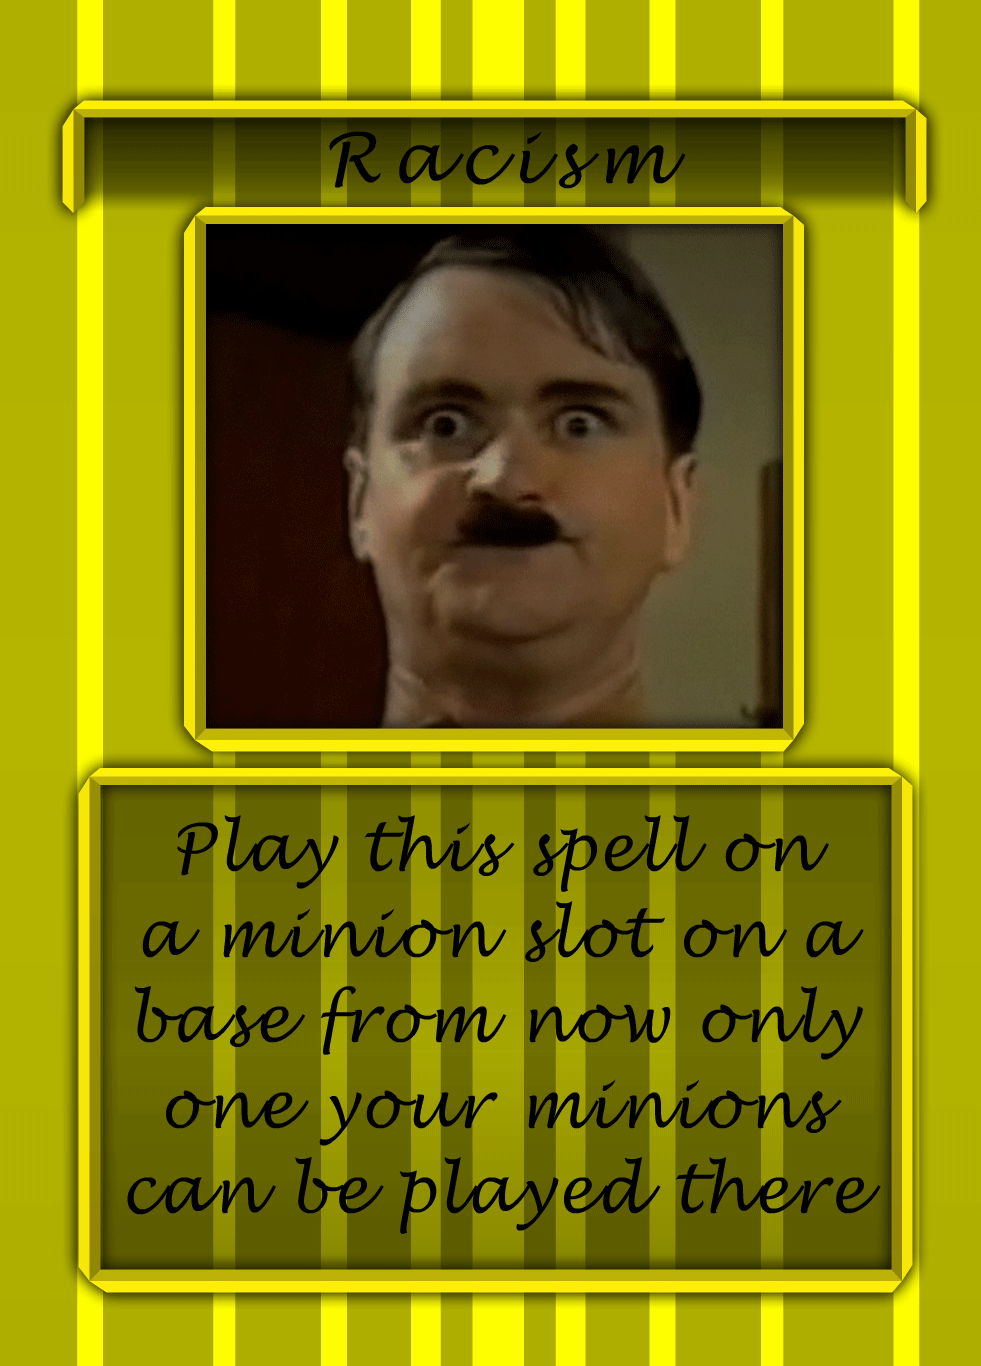 Racism
Play this spell on
a minion slot on a
base from now only
one your minions
can be played there